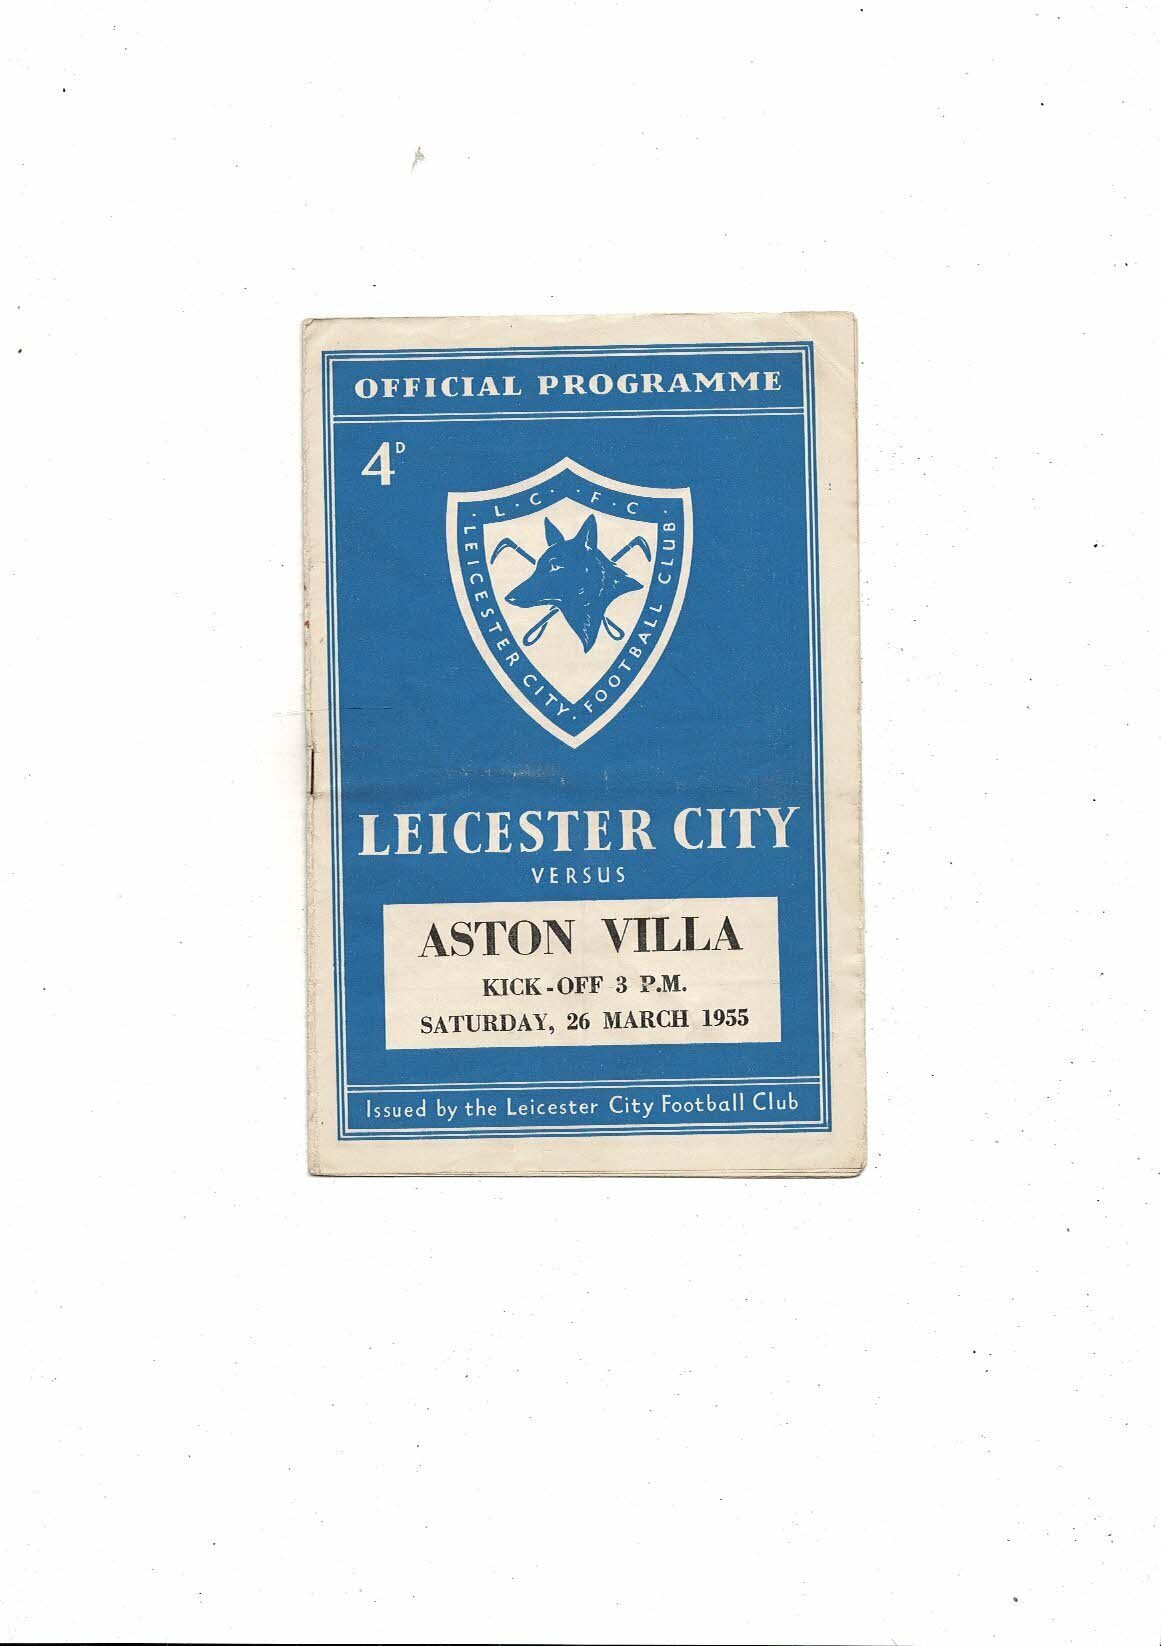 OFFICIAL PROGRAMME
4D
· L · C · · F · C ·
LEICESTER CITY · FOOTBALL CLUB
LEICESTER CITY
VERSUS
ASTON VILLA
KICK-OFF 3 P.M.
SATURDAY, 26 MARCH 1955
Issued by the Leicester City Football Club